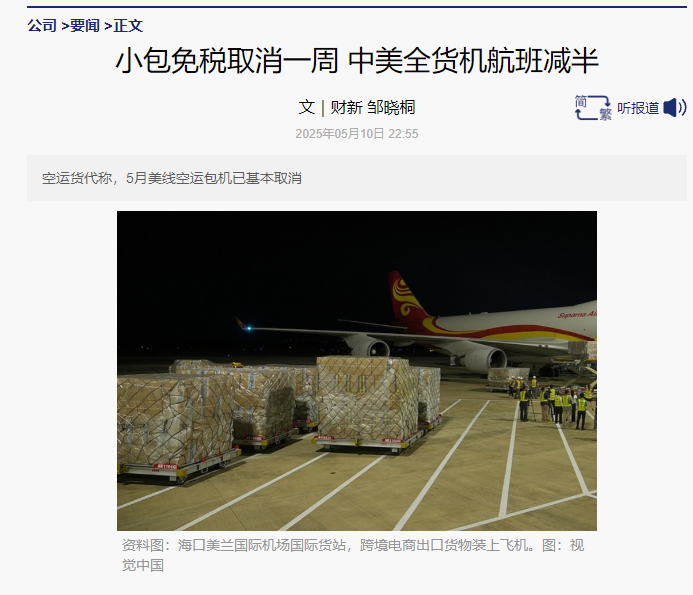 公司 >要闻 >正文
小包免税取消一周 中美全货机航班减半
文｜财新 邹晓桐
简
繁
听报道
2025年05月10日 22:55
空运货代称，5月美线空运包机已基本取消
Suparna Air
资料图：海口美兰国际机场国际货站，跨境电商出口货物装上飞机。图：视
觉中国